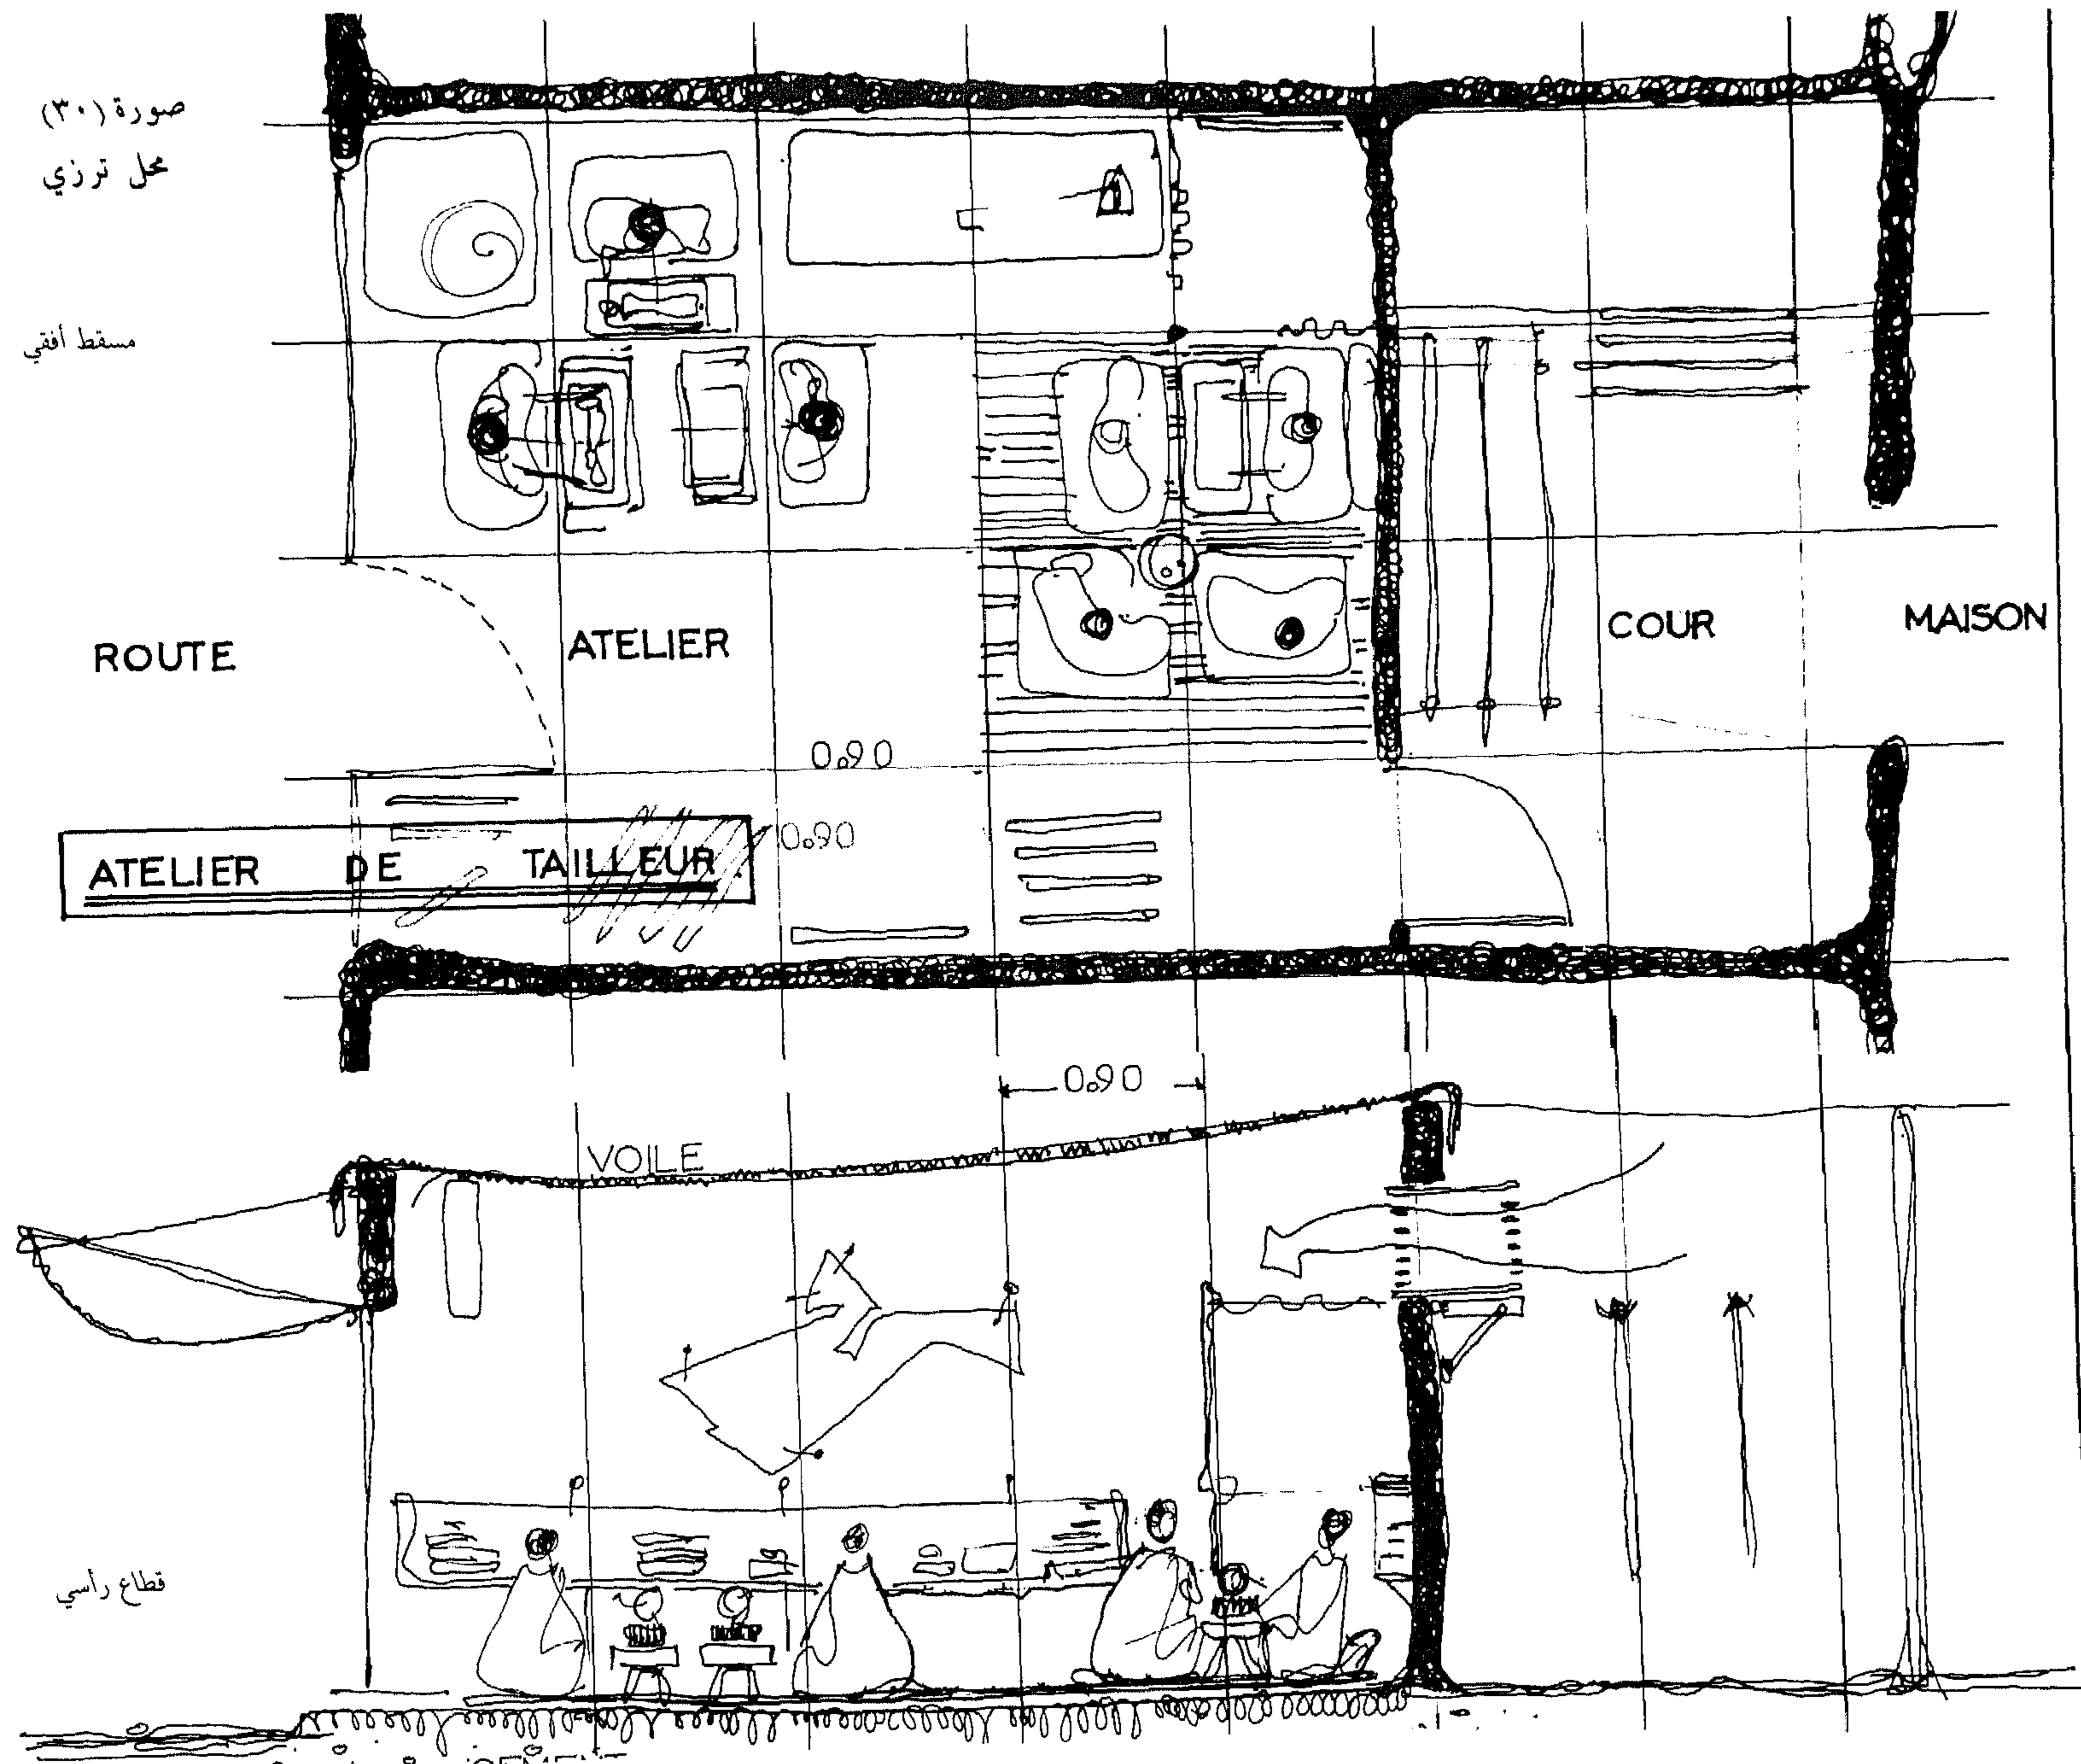 صورة (٣٠)
محل ترزي
مسقط أفقي
ROUTE
ATELIER
COUR
MAISON
0.90
0.90
ATELIER DE TAILLEUR
0.90
VOILE
قطاع رأسي